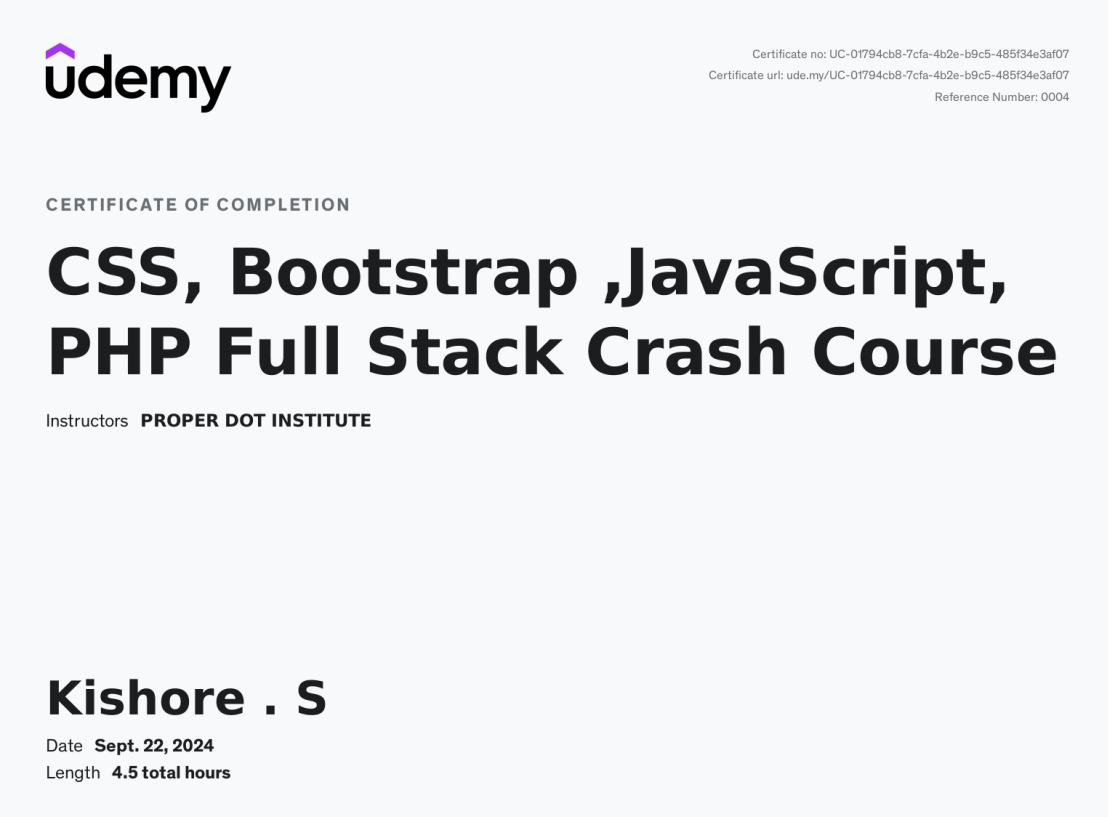 udemy
Certificate no: UC-01794cb8-7cfa-4b2e-b9c5-485f34e3af07
Certificate url: ude.my/UC-01794cb8-7cfa-4b2e-b9c5-485f34e3af07
Reference Number: 0004
CERTIFICATE OF COMPLETION
CSS, Bootstrap ,JavaScript,
PHP Full Stack Crash Course
Instructors PROPER DOT INSTITUTE
Kishore . S
Date Sept. 22, 2024
Length 4.5 total hours